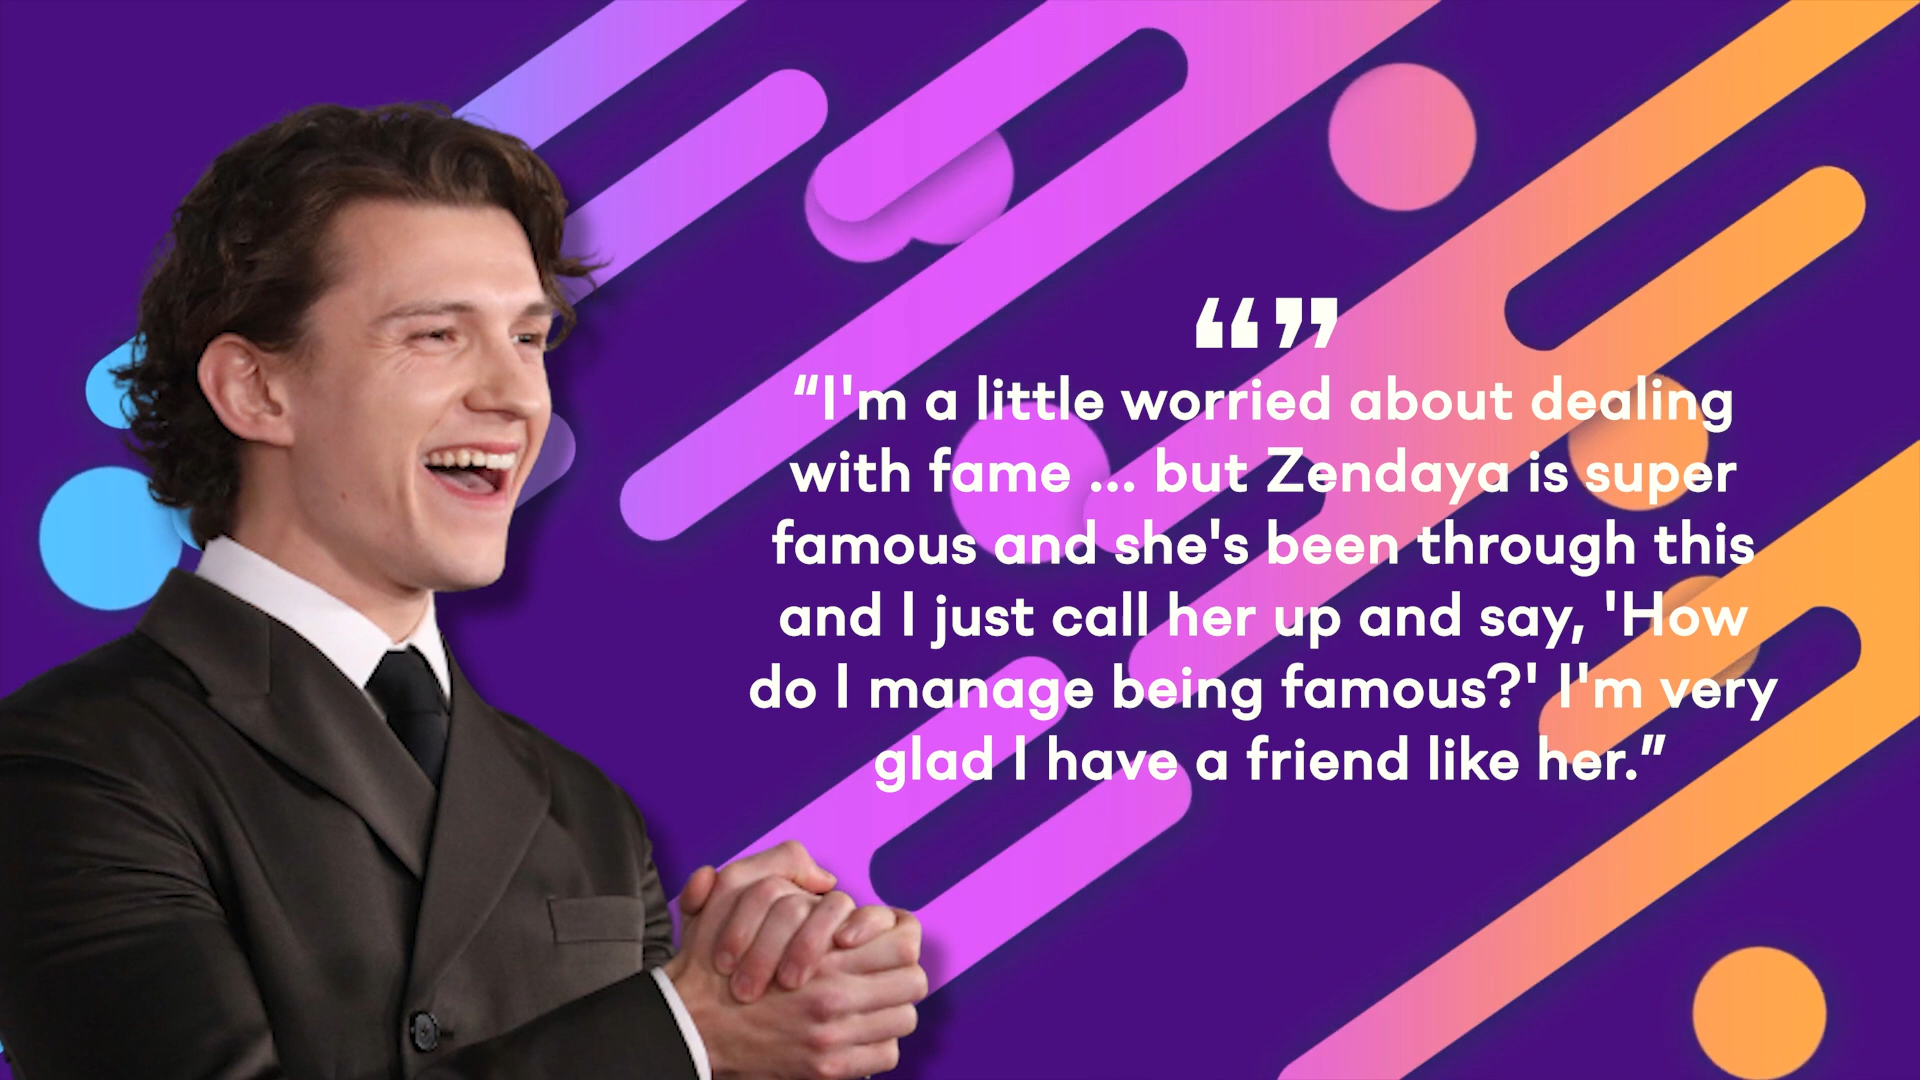 “”
“I'm a little worried about dealing
with fame ... but Zendaya is super
famous and she's been through this
and I just call her up and say, 'How
do I manage being famous?' I'm very
glad I have a friend like her.”